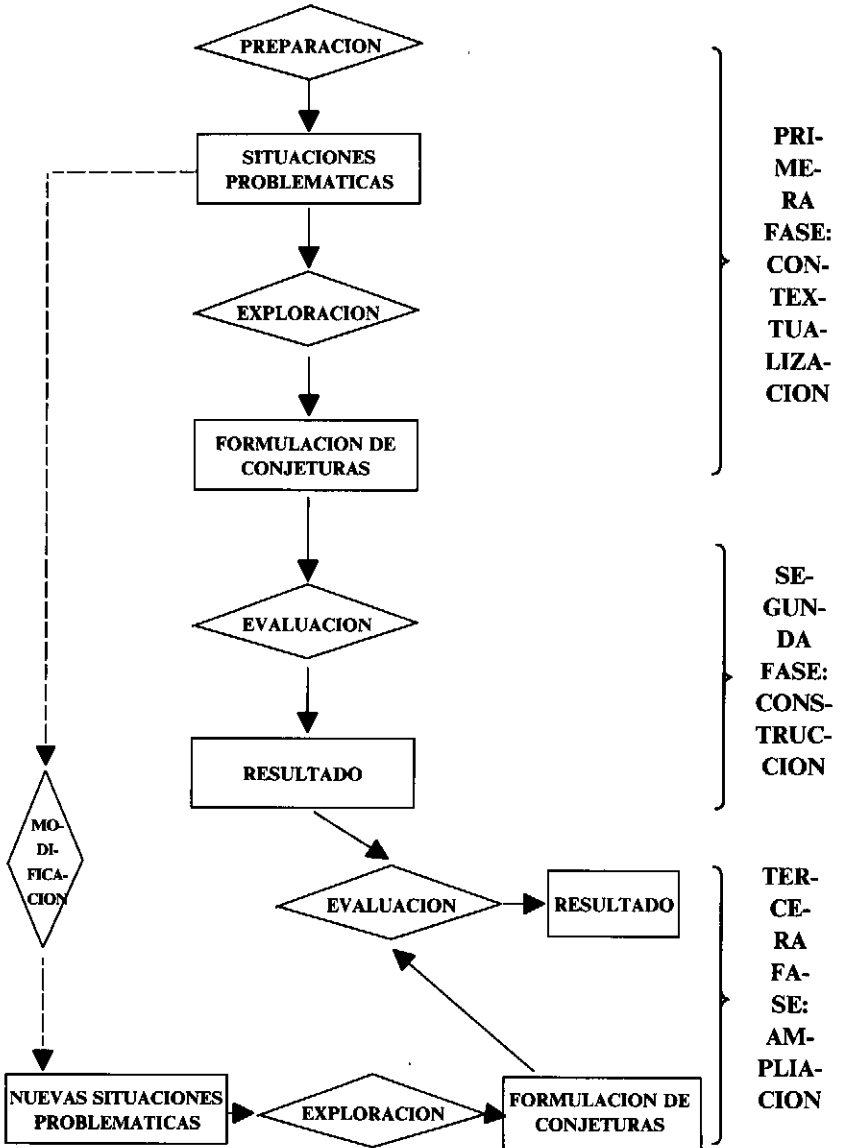 PREPARACION
SITUACIONES
PROBLEMATICAS
EXPLORACION
FORMULACION DE
CONJETURAS
PRI-
ME-
RA
FASE:
CON-
TEX-
TUA-
LIZA-
CION
EVALUACION
RESULTADO
SE-
GUN-
DA
FASE:
CONS-
TRUC-
CION
MO-
DI-
FICA-
CION
EVALUACION
RESULTADO
NUEVAS SITUACIONES
PROBLEMATICAS
EXPLORACION
FORMULACION DE
CONJETURAS
TER-
CE-
RA
FA-
SE:
AM-
PLIA-
CION